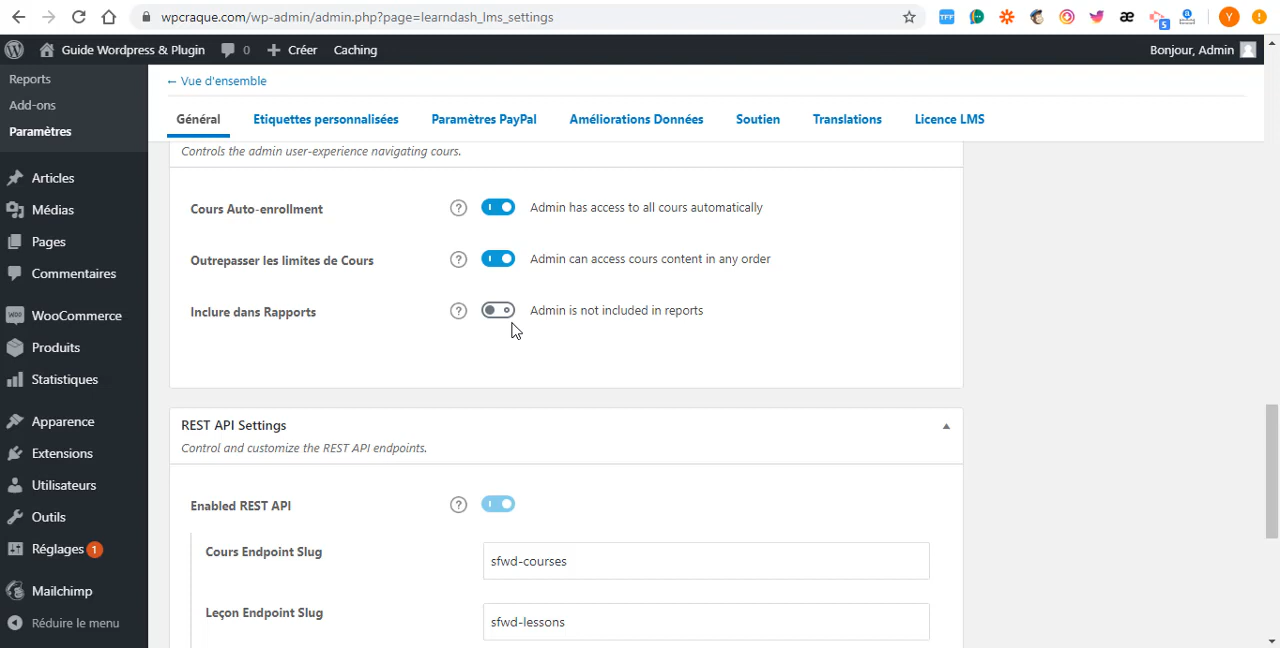 wpcraque.com/wp-admin/admin.php?page=learndash_lms_settings
TFF
æ
5
Y
Guide Wordpress & Plugin
0
Créer
Caching
Bonjour, Admin
Reports
Add-ons
Paramètres
Articles
Médias
Pages
Commentaires
WooCommerce
Produits
Statistiques
Apparence
Extensions
Utilisateurs
Outils
Réglages 1
Mailchimp
Réduire le menu
← Vue d'ensemble
Général
Etiquettes personnalisées
Paramètres PayPal
Améliorations Données
Soutien
Translations
Licence LMS
Controls the admin user-experience navigating cours.
Cours Auto-enrollment
? Admin has access to all cours automatically
Outrepasser les limites de Cours
? Admin can access cours content in any order
Inclure dans Rapports
? Admin is not included in reports
REST API Settings
Control and customize the REST API endpoints.
Enabled REST API
?
Cours Endpoint Slug
sfwd-courses
Leçon Endpoint Slug
sfwd-lessons